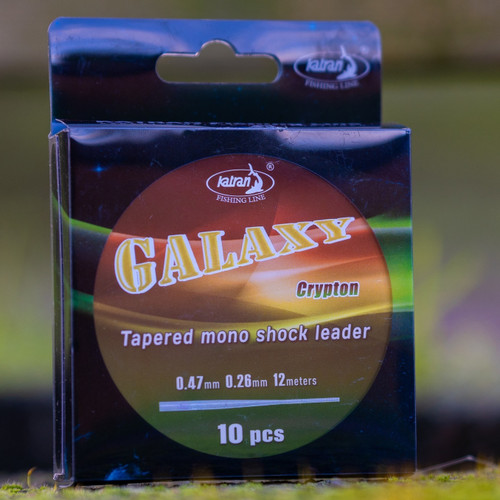 katran
FISHING LINE
katran ®
FISHING LINE
GALAXY
Crypton
Tapered mono shock leader
0.47mm 0.26mm 12meters
10 pcs